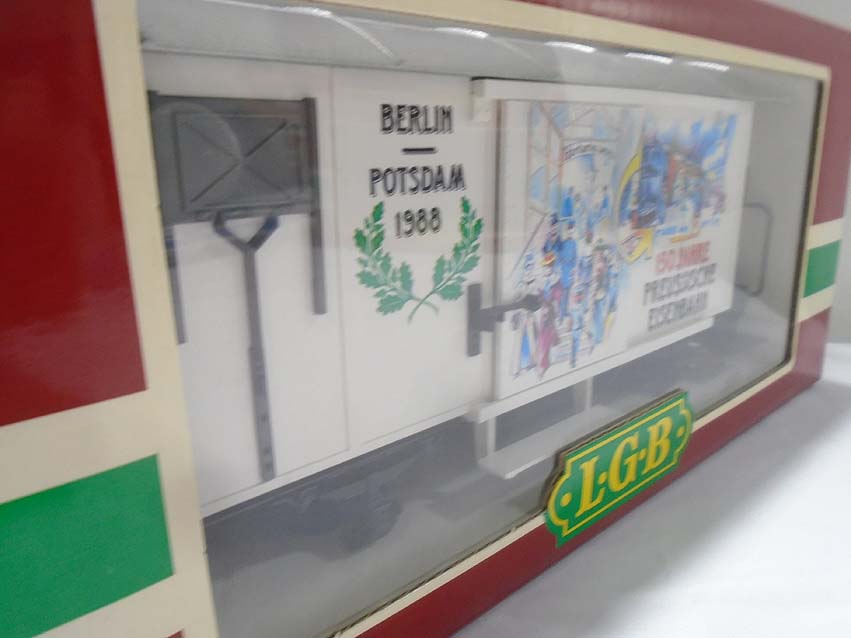 BERLIN
—
POTSDAM
1988
150 JAHRE
PREUSSISCHE
EISENBAHN
L·G·B